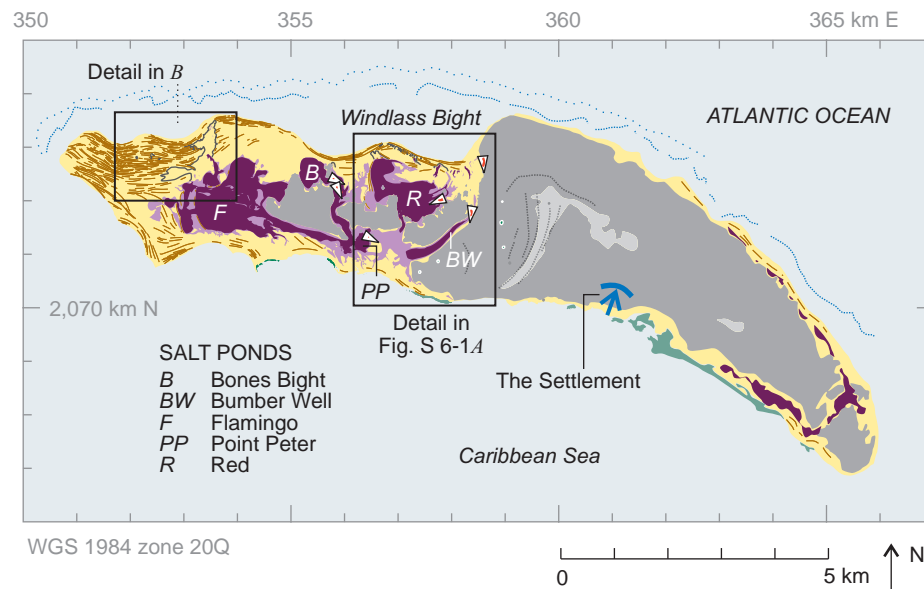 350 355 360 365 km E
Detail in B
ATLANTIC OCEAN
Windlass Bight
B
R
F
BW
PP
2,070 km N
Detail in
Fig. S 6-1A
SALT PONDS
B Bones Bight
BW Bumber Well
F Flamingo
PP Point Peter
R Red
The Settlement
Caribbean Sea
WGS 1984 zone 20Q
N
0 5 km